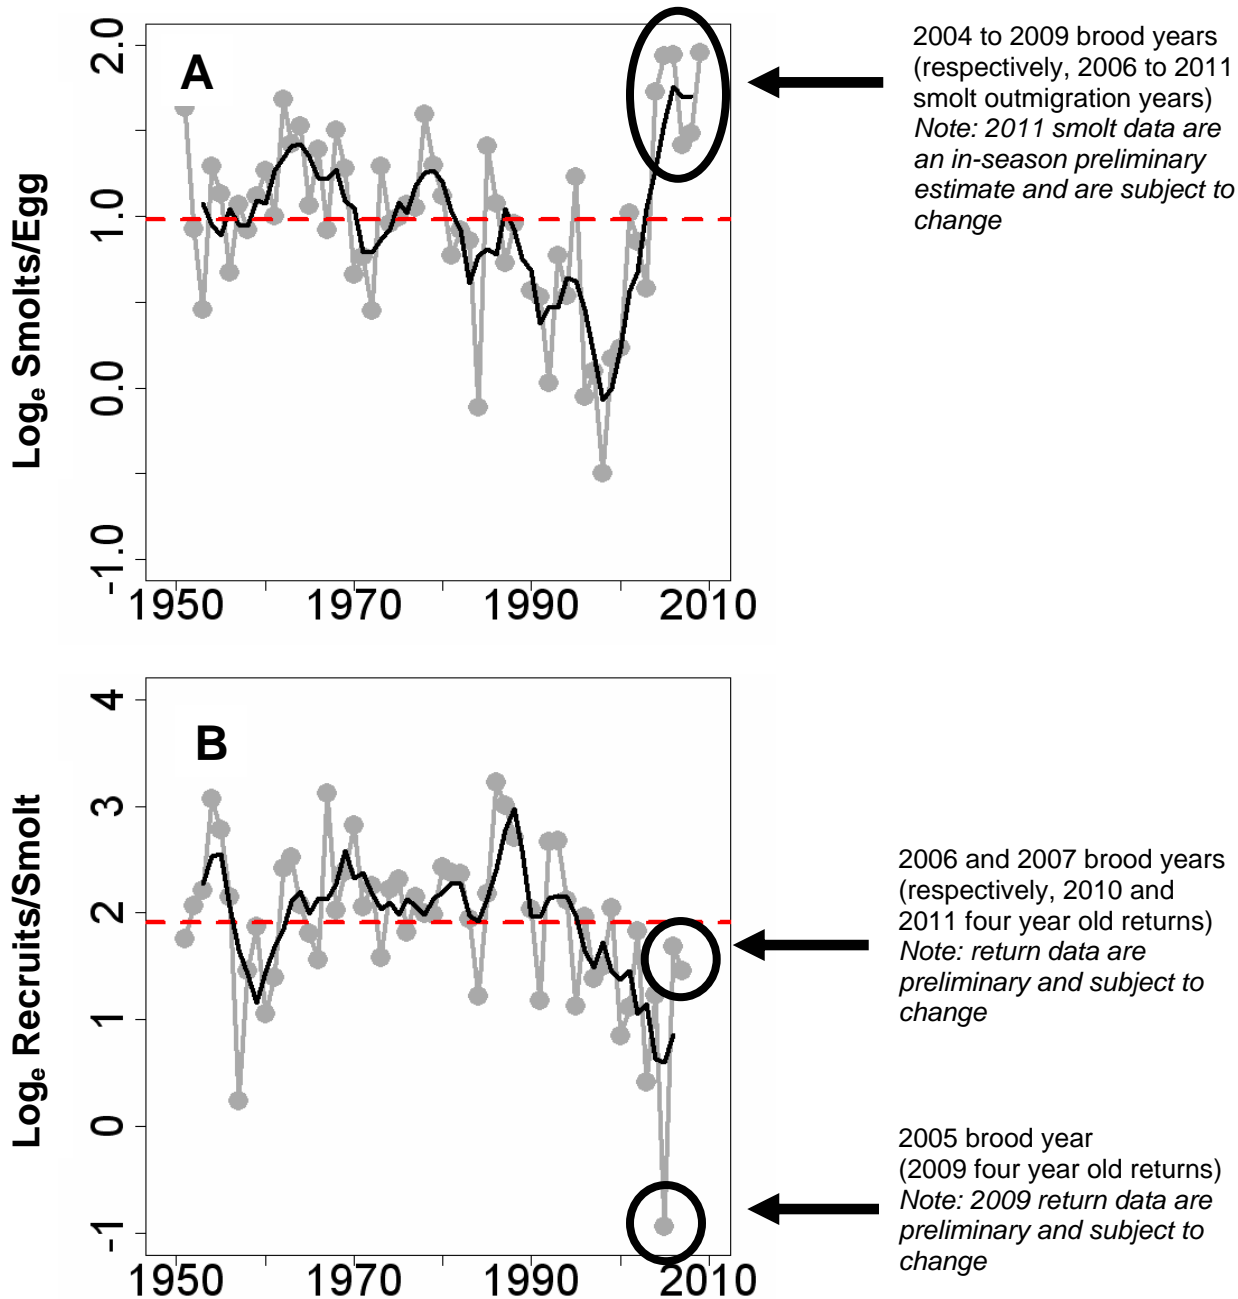 A
Logₑ Smolts/Egg
2.0
1.0
0.0
-1.0
1950 1970 1990 2010
2004 to 2009 brood years
(respectively, 2006 to 2011
smolt outmigration years)
Note: 2011 smolt data are
an in-season preliminary
estimate and are subject to
change
B
Logₑ Recruits/Smolt
4
3
2
1
0
-1
1950 1970 1990 2010
2006 and 2007 brood years
(respectively, 2010 and
2011 four year old returns)
Note: return data are
preliminary and subject to
change
2005 brood year
(2009 four year old returns)
Note: 2009 return data are
preliminary and subject to
change